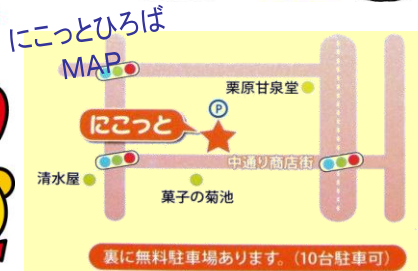 にこっとひろば
MAP
栗原甘泉堂
P
にこっと
中通り商店街
清水屋
菓子の菊池
裏に無料駐車場あります。(10台駐車可)